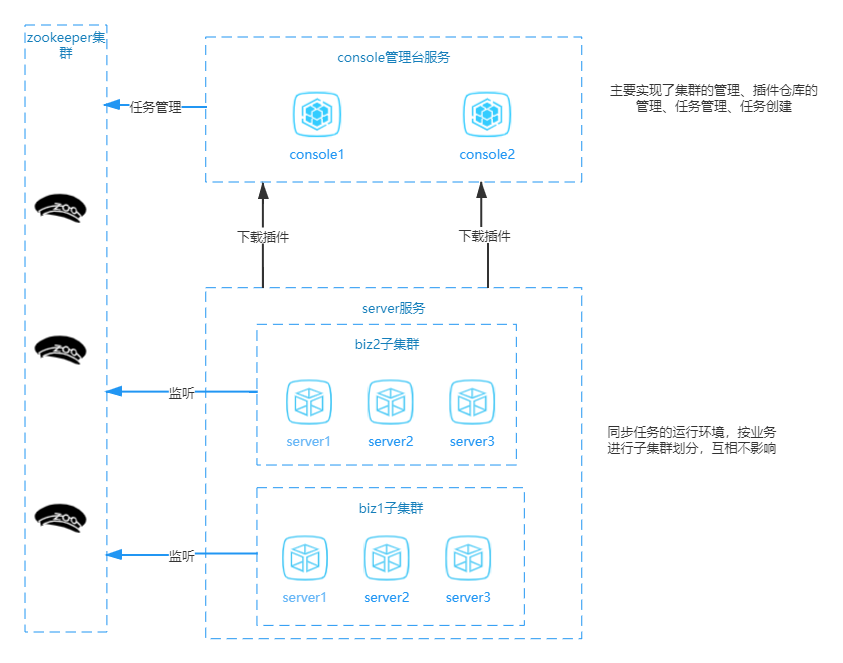 zookeeper集
群
console管理台服务
任务管理
console1
console2
主要实现了集群的管理、插件仓库的
管理、任务管理、任务创建
ZOO
下载插件
下载插件
server服务
biz2子集群
ZOO
监听
server1
server2
server3
同步任务的运行环境，按业务
进行子集群划分，互相不影响
biz1子集群
ZOO
监听
server1
server2
server3